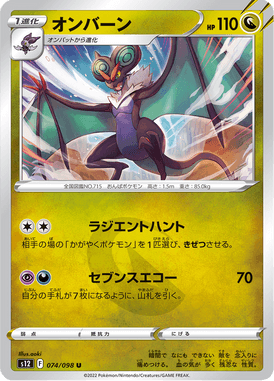 1進化 オンバーン HP110
オンバットから進化
全国図鑑NO.715 おんぱポケモン 高さ:1.5m 重さ:85.0kg
ラジエントハント
相手の場の「かがやくポケモン」を1匹選び、きぜつさせる。
セブンスエコー 70
自分の手札が7枚になるように、山札を引く。
弱点 抵抗力 にげる
Illus.aoki
s12 F 074/098 U
©2022 Pokémon/Nintendo/Creatures/GAME FREAK.